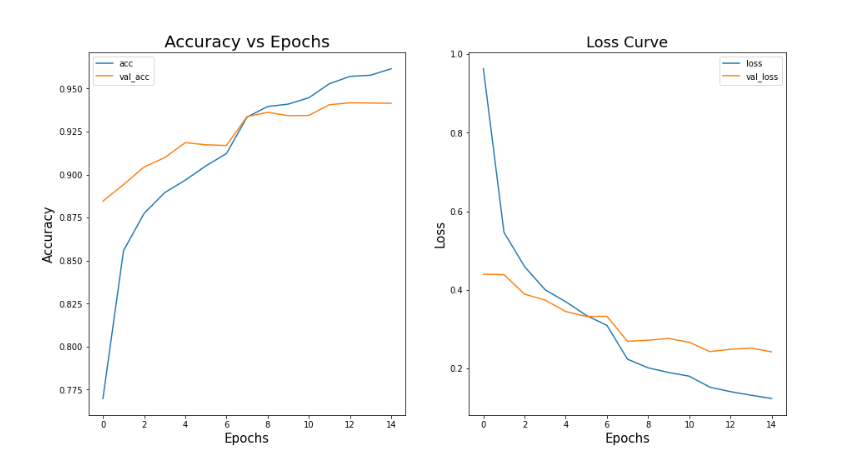 Accuracy vs Epochs
acc
val_acc
0.950
0.925
0.900
0.875
0.850
0.825
0.800
0.775
Accuracy
0 2 4 6 8 10 12 14
Epochs
Loss Curve
loss
val_loss
1.0
0.8
0.6
0.4
0.2
Loss
0 2 4 6 8 10 12 14
Epochs